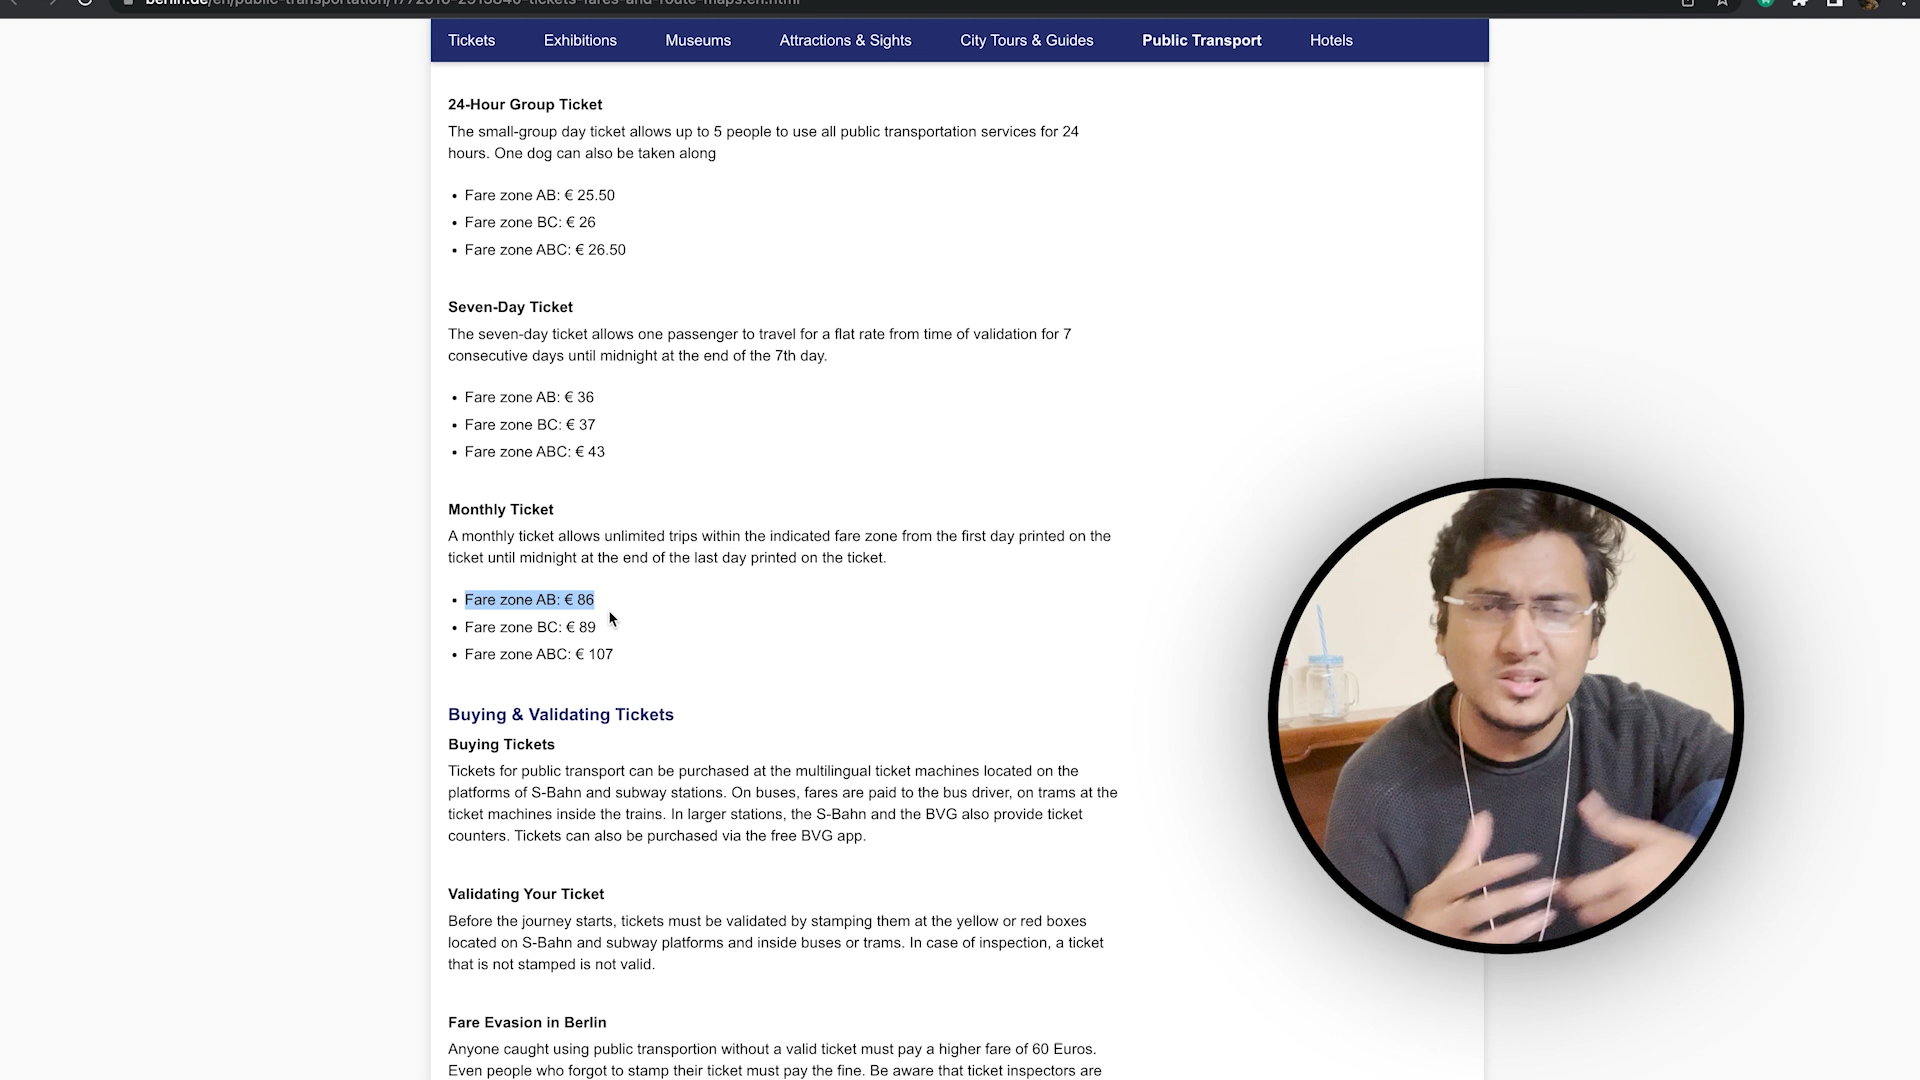 berlin.de/en/public-transportation/1772016-2913840-tickets-fares-and-route-maps.en.html
Tickets Exhibitions Museums Attractions & Sights City Tours & Guides Public Transport Hotels
24-Hour Group Ticket
The small-group day ticket allows up to 5 people to use all public transportation services for 24
hours. One dog can also be taken along
• Fare zone AB: € 25.50
• Fare zone BC: € 26
• Fare zone ABC: € 26.50
Seven-Day Ticket
The seven-day ticket allows one passenger to travel for a flat rate from time of validation for 7
consecutive days until midnight at the end of the 7th day.
• Fare zone AB: € 36
• Fare zone BC: € 37
• Fare zone ABC: € 43
Monthly Ticket
A monthly ticket allows unlimited trips within the indicated fare zone from the first day printed on the
ticket until midnight at the end of the last day printed on the ticket.
• Fare zone AB: € 86
• Fare zone BC: € 89
• Fare zone ABC: € 107
Buying & Validating Tickets
Buying Tickets
Tickets for public transport can be purchased at the multilingual ticket machines located on the
platforms of S-Bahn and subway stations. On buses, fares are paid to the bus driver, on trams at the
ticket machines inside the trains. In larger stations, the S-Bahn and the BVG also provide ticket
counters. Tickets can also be purchased via the free BVG app.
Validating Your Ticket
Before the journey starts, tickets must be validated by stamping them at the yellow or red boxes
located on S-Bahn and subway platforms and inside buses or trams. In case of inspection, a ticket
that is not stamped is not valid.
Fare Evasion in Berlin
Anyone caught using public transportion without a valid ticket must pay a higher fare of 60 Euros.
Even people who forgot to stamp their ticket must pay the fine. Be aware that ticket inspectors are